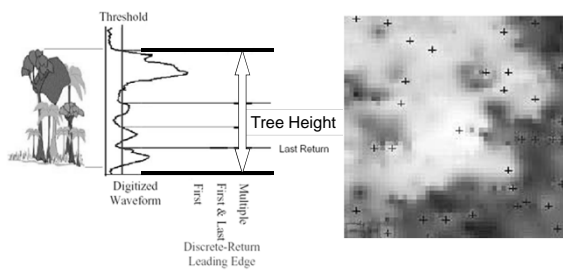 Threshold
Tree Height
Last Return
Digitized
Waveform
First
First & Last
Multiple
Discrete-Return
Leading Edge